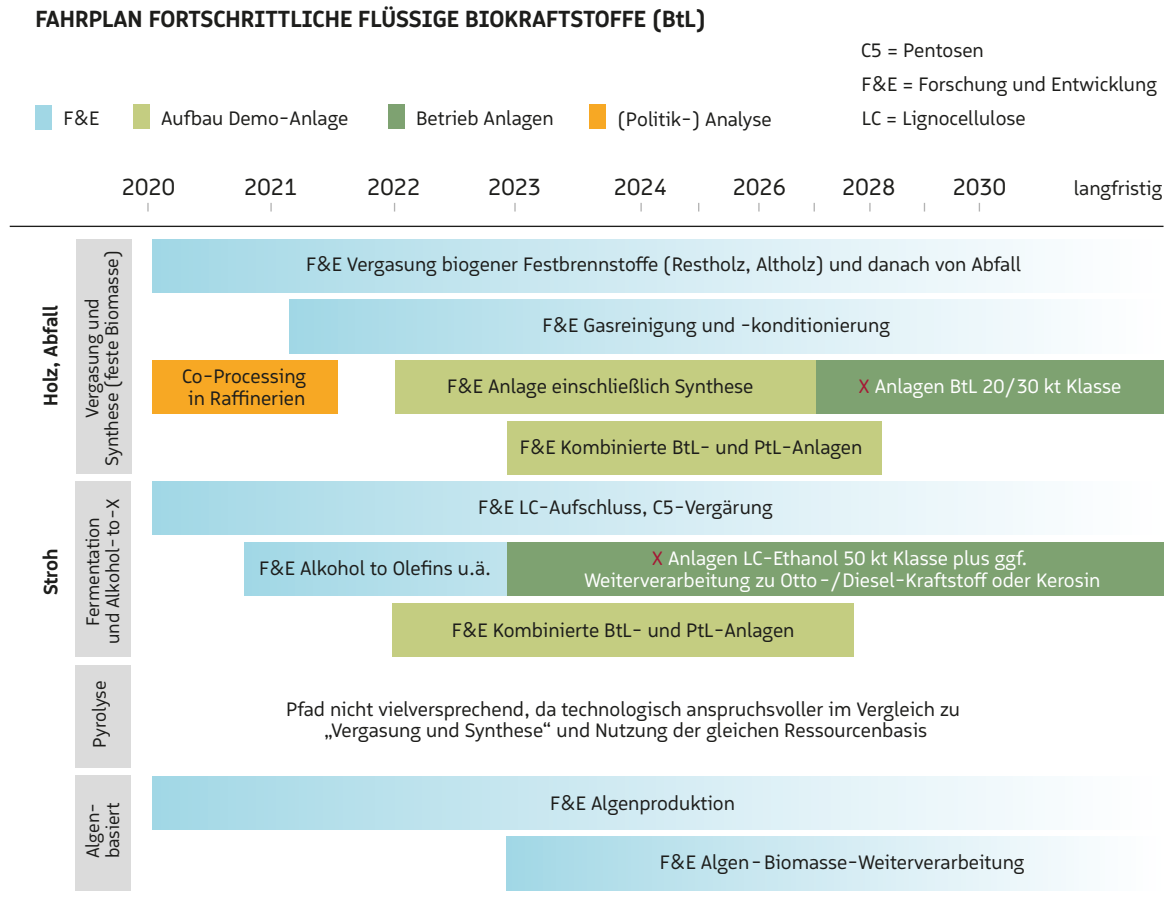 FAHRPLAN FORTSCHRITTLICHE FLÜSSIGE BIOKRAFTSTOFFE (BtL)
C5 = Pentosen
F&E = Forschung und Entwicklung
LC = Lignocellulose
F&E
Aufbau Demo-Anlage
Betrieb Anlagen
(Politik-) Analyse
2020 2021 2022 2023 2024 2026 2028 2030 langfristig
Holz, Abfall
Vergasung und
Synthese (feste Biomasse)
F&E Vergasung biogener Festbrennstoffe (Restholz, Altholz) und danach von Abfall
F&E Gasreinigung und -konditionierung
Co-Processing
in Raffinerien
F&E Anlage einschließlich Synthese
X Anlagen BtL 20/30 kt Klasse
F&E Kombinierte BtL- und PtL-Anlagen
Stroh
Fermentation
und Alkohol-to-X
F&E LC-Aufschluss, C5-Vergärung
F&E Alkohol to Olefins u.ä.
X Anlagen LC-Ethanol 50 kt Klasse plus ggf.
Weiterverarbeitung zu Otto-/Diesel-Kraftstoff oder Kerosin
F&E Kombinierte BtL- und PtL-Anlagen
Pyrolyse
Pfad nicht vielversprechend, da technologisch anspruchsvoller im Vergleich zu
„Vergasung und Synthese“ und Nutzung der gleichen Ressourcenbasis
Algen-
basiert
F&E Algenproduktion
F&E Algen-Biomasse-Weiterverarbeitung